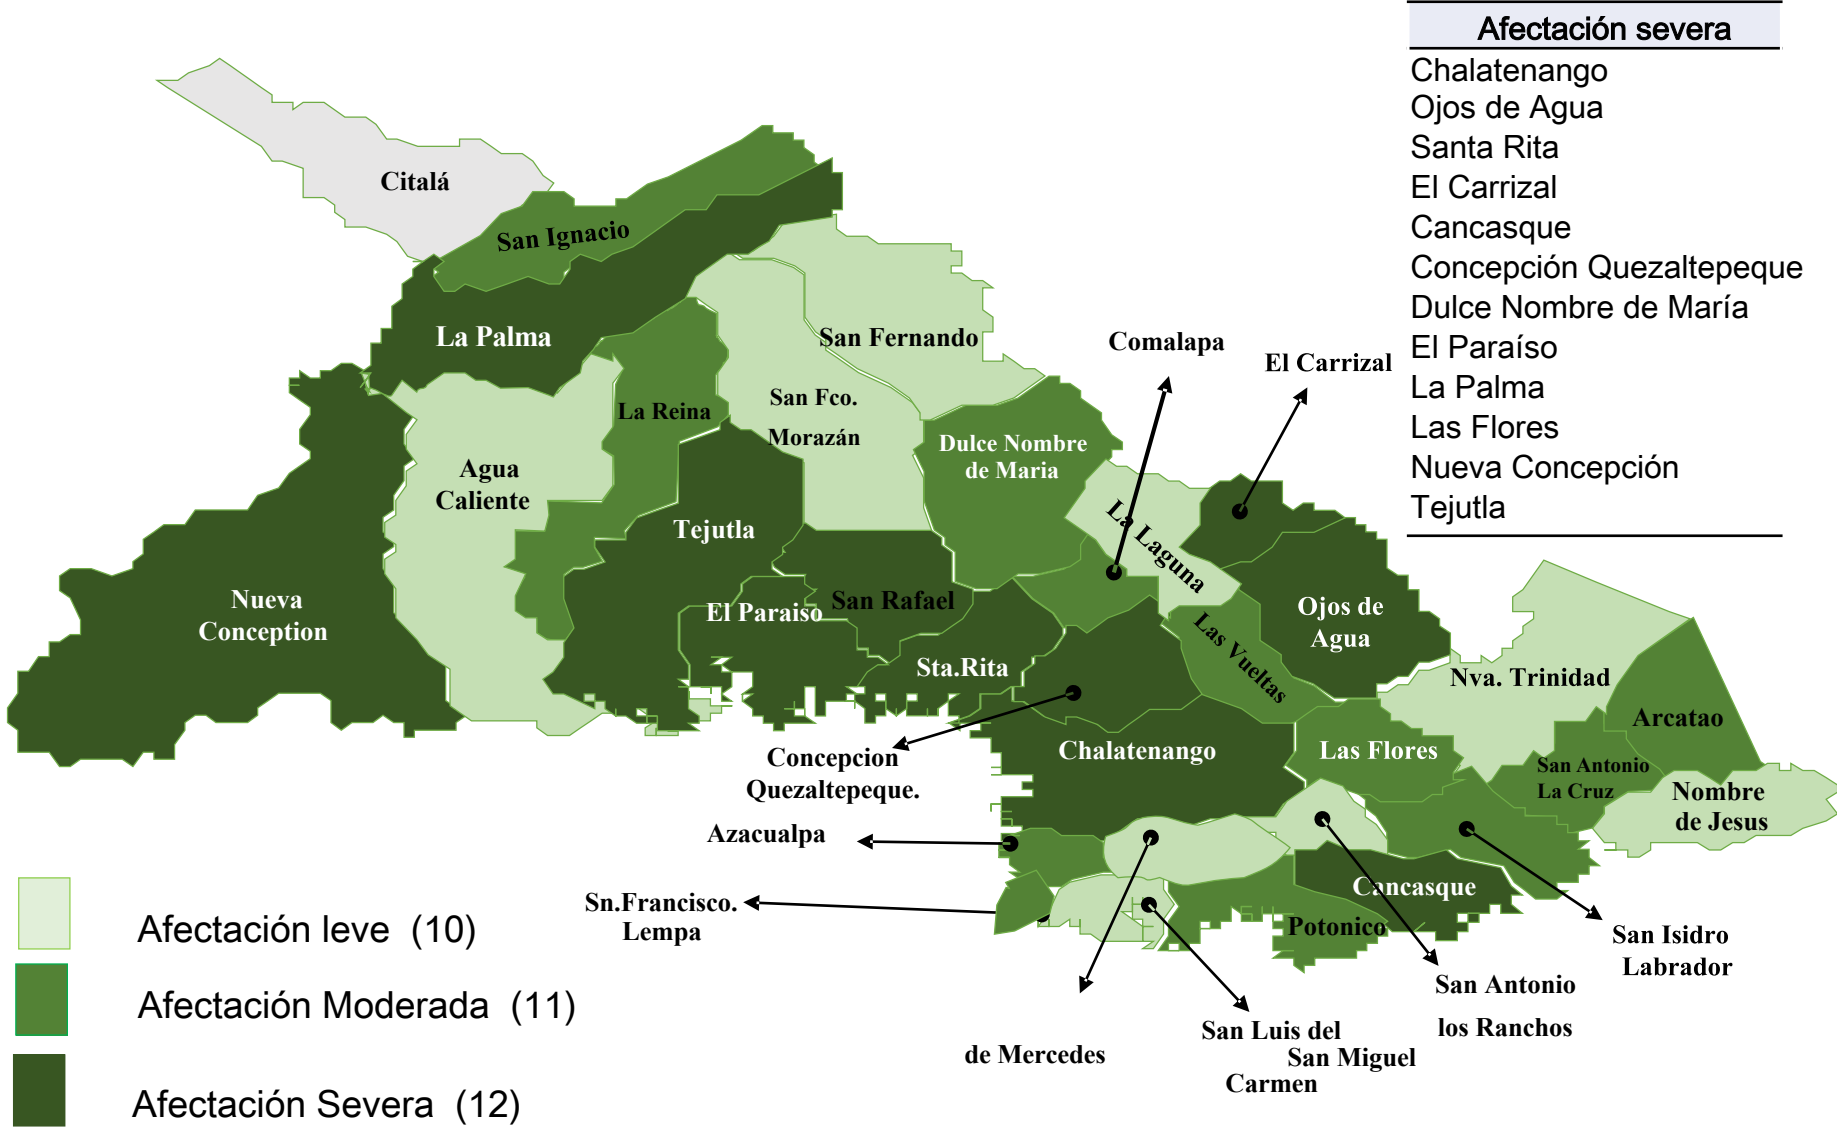 Afectación severa
Chalatenango
Ojos de Agua
Santa Rita
El Carrizal
Cancasque
Concepción Quezaltepeque
Dulce Nombre de María
El Paraíso
La Palma
Las Flores
Nueva Concepción
Tejutla
Citalá
San Ignacio
La Palma
San Fernando
Comalapa
El Carrizal
La Reina
San Fco.
Morazán
Dulce Nombre
de Maria
Agua
Caliente
Tejutla
La Laguna
Nueva
Conception
El Paraiso
San Rafael
Ojos de
Agua
Las Vueltas
Sta.Rita
Nva. Trinidad
Arcatao
Concepcion
Quezaltepeque.
Chalatenango
Las Flores
San Antonio
La Cruz
Nombre
de Jesus
Azacualpa
Cancasque
Sn.Francisco.
Lempa
Potonico
San Isidro
Labrador
San Antonio
los Ranchos
San Luis del
Carmen
San Miguel
de Mercedes
Afectación leve (10)
Afectación Moderada (11)
Afectación Severa (12)